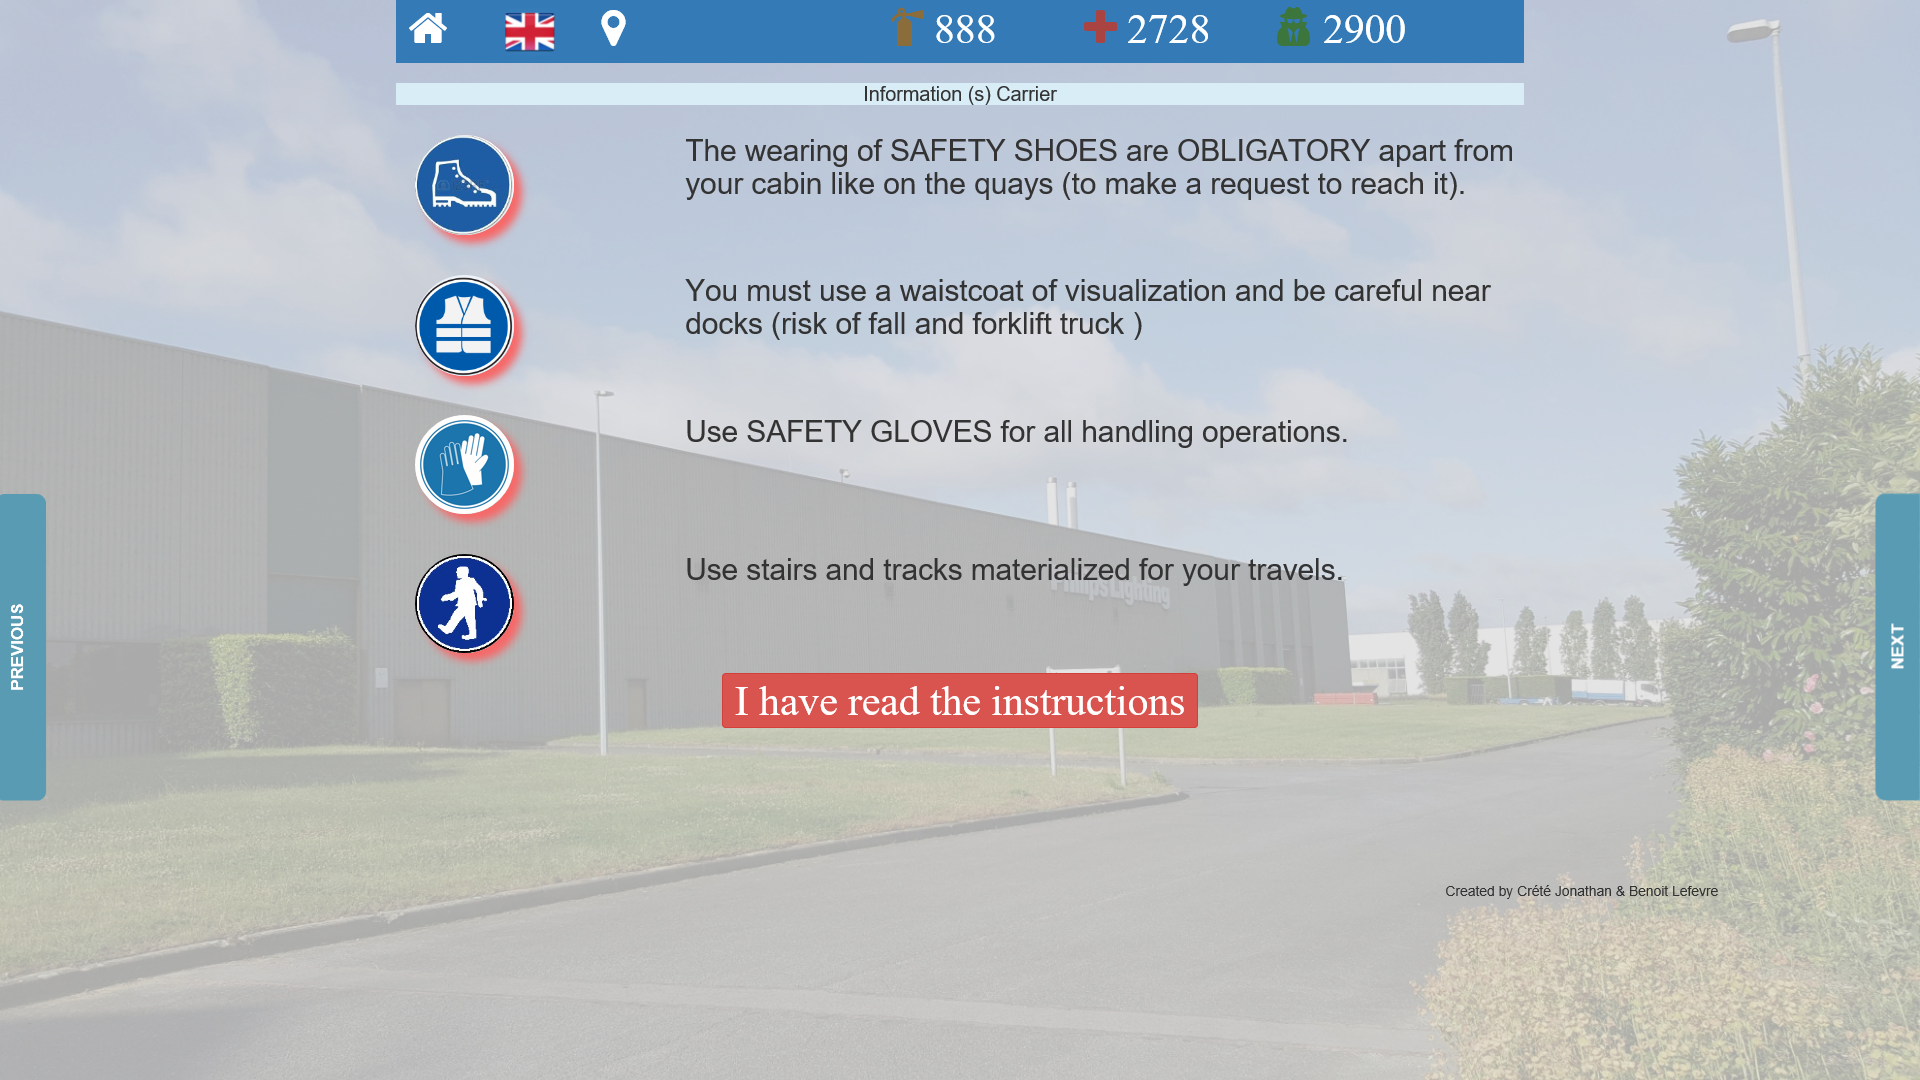 888 2728 2900
Information (s) Carrier
The wearing of SAFETY SHOES are OBLIGATORY apart from
your cabin like on the quays (to make a request to reach it).
You must use a waistcoat of visualization and be careful near
docks (risk of fall and forklift truck )
Use SAFETY GLOVES for all handling operations.
Use stairs and tracks materialized for your travels.
Philips Lighting
I have read the instructions
PREVIOUS
NEXT
Created by Crété Jonathan & Benoit Lefevre